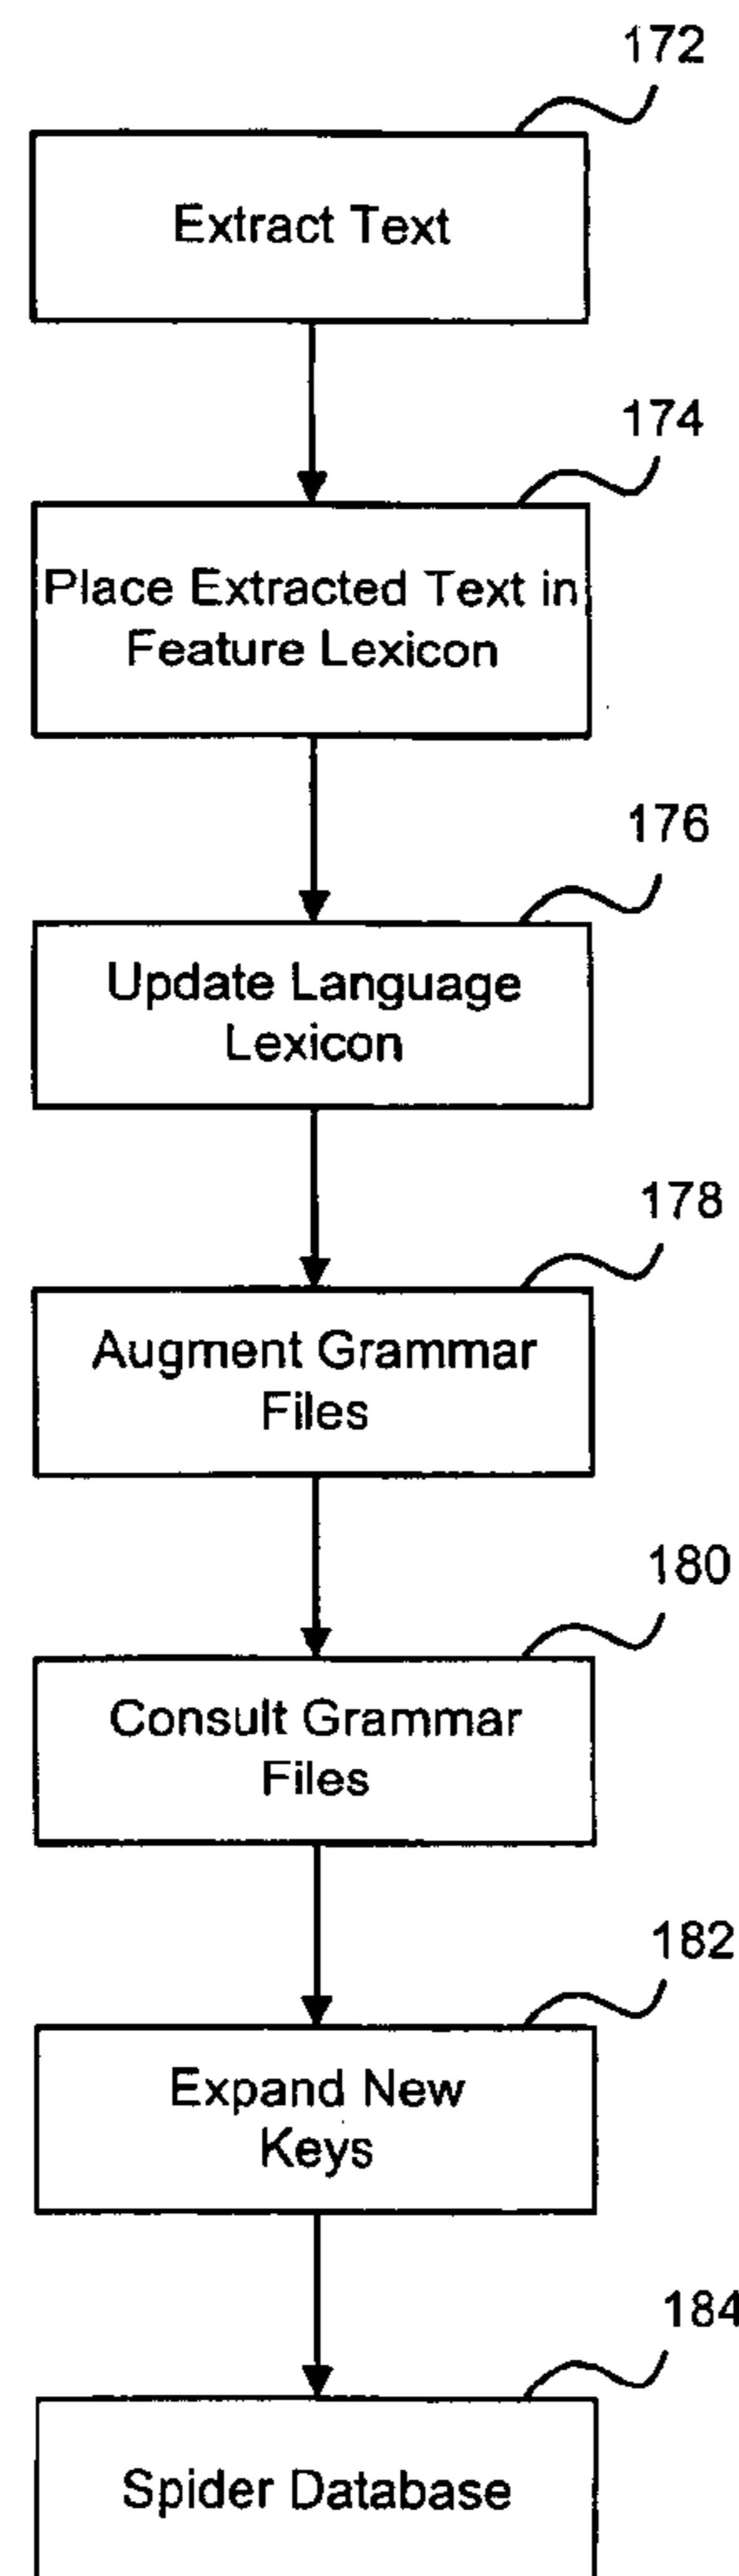 172
Extract Text
174
Place Extracted Text in
Feature Lexicon
176
Update Language
Lexicon
178
Augment Grammar
Files
180
Consult Grammar
Files
182
Expand New
Keys
184
Spider Database